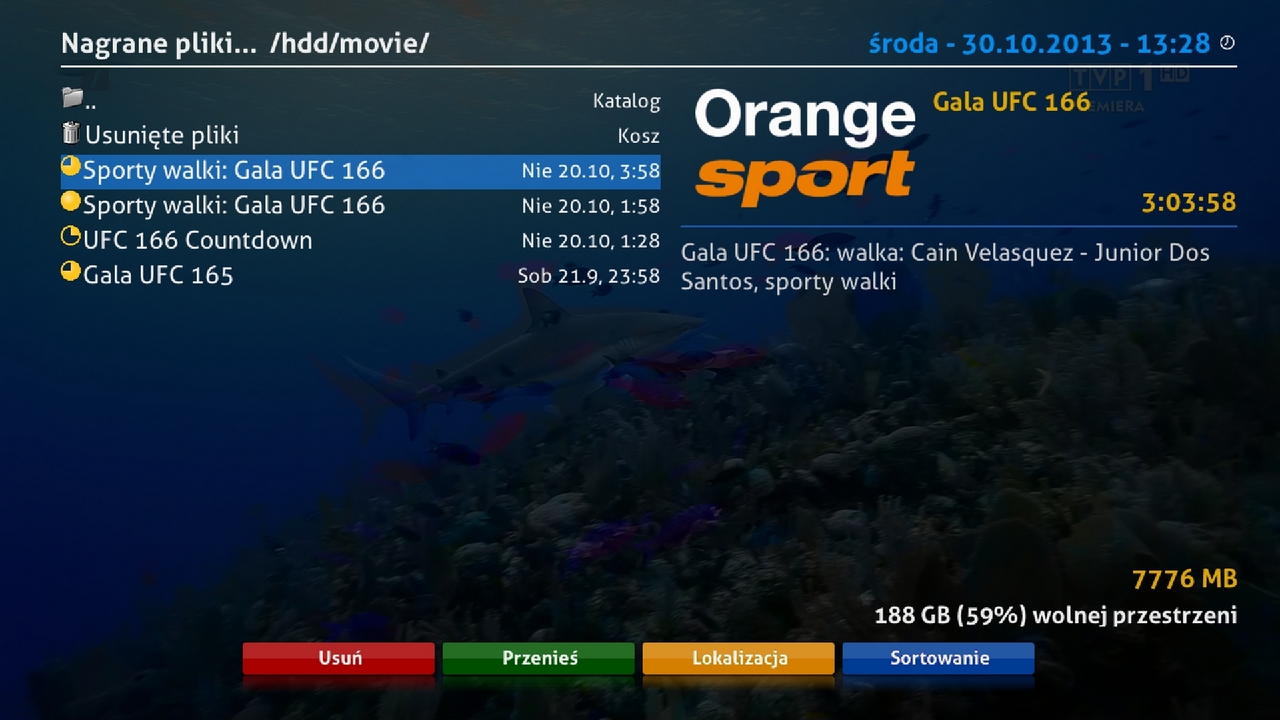 Nagrane pliki... /hdd/movie/
środa - 30.10.2013 - 13:28
TVP 1 HD
..
Katalog
Usunięte pliki
Kosz
Sporty walki: Gala UFC 166
Nie 20.10, 3:58
Sporty walki: Gala UFC 166
Nie 20.10, 1:58
UFC 166 Countdown
Nie 20.10, 1:28
Gala UFC 165
Sob 21.9, 23:58
Orange
sport
Gala UFC 166
3:03:58
Gala UFC 166: walka: Cain Velasquez - Junior Dos
Santos, sporty walki
7776 MB
188 GB (59%) wolnej przestrzeni
Usuń
Przenieś
Lokalizacja
Sortowanie